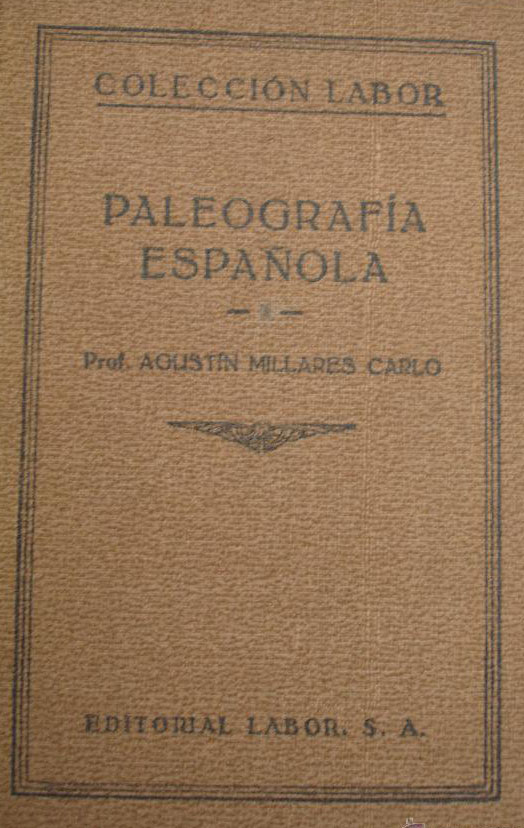 COLECCIÓN LABOR
PALEOGRAFÍA
ESPAÑOLA
Prof. AGUSTÍN MILLARES CARLO
EDITORIAL LABOR, S. A.